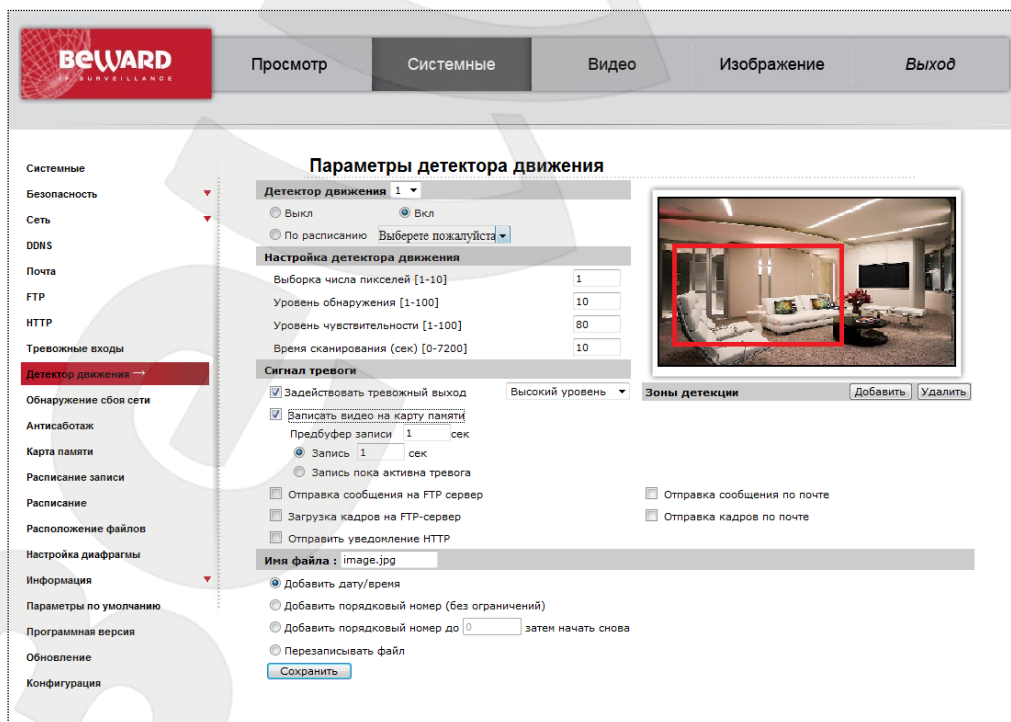 BEWARD
IP SURVEILLANCE
Просмотр
Системные
Видео
Изображение
Выход
Системные
Безопасность
Сеть
DDNS
Почта
FTP
HTTP
Тревожные входы
Детектор движения →
Обнаружение сбоя сети
Антисаботаж
Карта памяти
Расписание записи
Расписание
Расположение файлов
Настройка диафрагмы
Информация
Параметры по умолчанию
Программная версия
Обновление
Конфигурация
Параметры детектора движения
Детектор движения 1
Выкл Вкл
По расписанию Выберете пожалуйста
Настройка детектора движения
Выборка числа пикселей [1-10] 1
Уровень обнаружения [1-100] 10
Уровень чувствительности [1-100] 80
Время сканирования (сек) [0-7200] 10
Сигнал тревоги
Задействовать тревожный выход Высокий уровень
Зоны детекции Добавить Удалить
Записать видео на карту памяти
Предбуфер записи 1 сек
Запись 1 сек
Запись пока активна тревога
Отправка сообщения на FTP сервер Отправка сообщения по почте
Загрузка кадров на FTP-сервер Отправка кадров по почте
Отправить уведомление HTTP
Имя файла : image.jpg
Добавить дату/время
Добавить порядковый номер (без ограничений)
Добавить порядковый номер до 0 затем начать снова
Перезаписывать файл
Сохранить